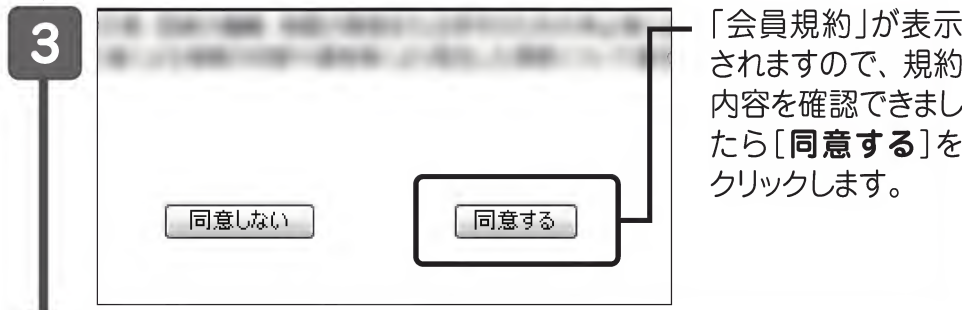 3
「会員規約」が表示
されますので、規約
内容を確認できまし
たら[同意する]を
クリックします。
同意しない
同意する